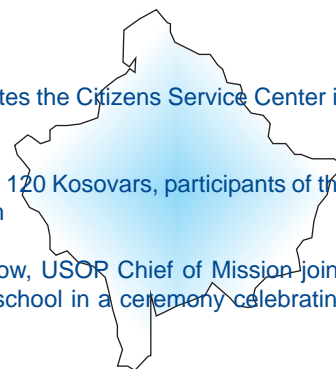 tes the Citizens Service Center i
120 Kosovars, participants of th
ow, USOP Chief of Mission join
school in a ceremony celebratin